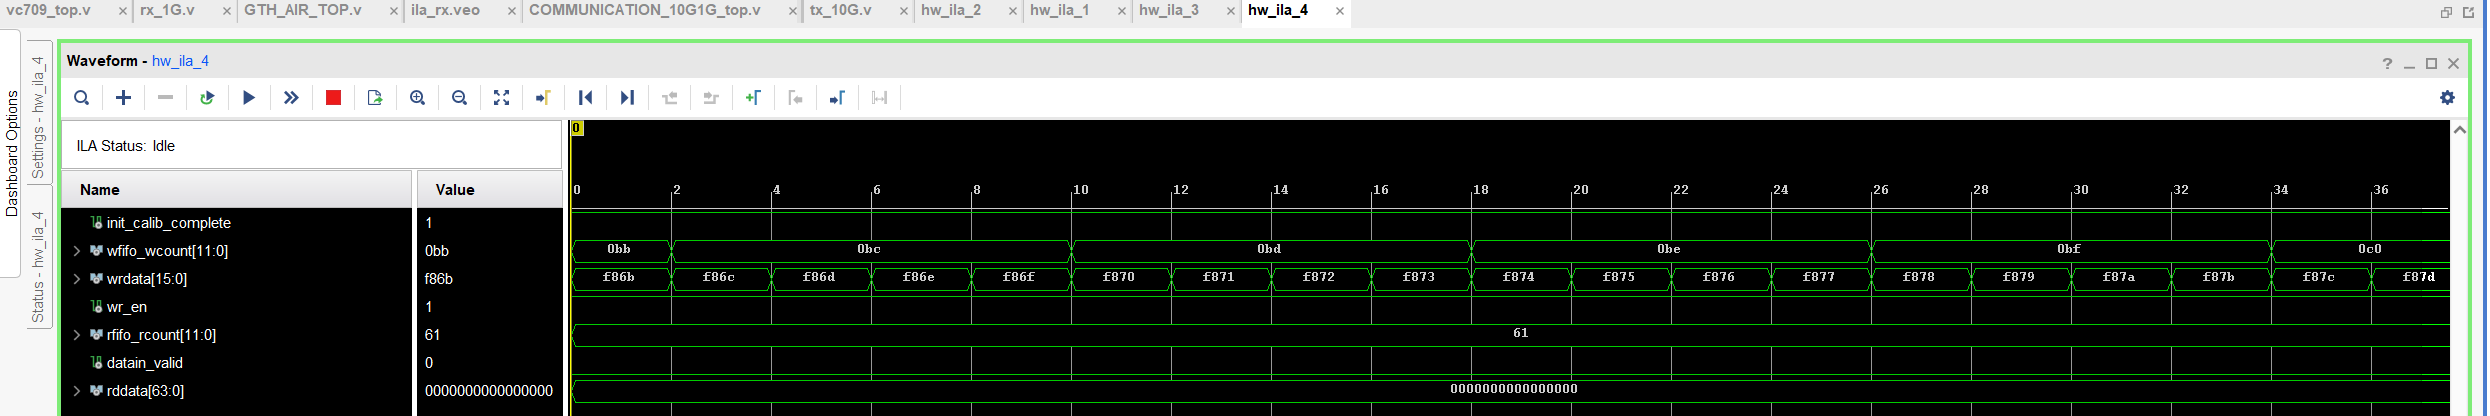 vc709_top.v × rx_1G.v × GTH_AIR_TOP.v × ila_rx.veo × COMMUNICATION_10G1G_top.v × tx_10G.v × hw_ila_2 × hw_ila_1 × hw_ila_3 × hw_ila_4 ×
Dashboard Options
Settings - hw_ila_4
Status - hw_ila_4
Waveform - hw_ila_4
ILA Status: Idle
0
Name Value
0 2 4 6 8 10 12 14 16 18 20 22 24 26 28 30 32 34 36
init_calib_complete 1
wfifo_wcount[11:0] 0bb 0bb 0bc 0bd 0be 0bf 0c0
wrdata[15:0] f86b f86b f86c f86d f86e f86f f870 f871 f872 f873 f874 f875 f876 f877 f878 f879 f87a f87b f87c f87d
wr_en 1
rfifo_rcount[11:0] 61 61
datain_valid 0
rddata[63:0] 0000000000000000 0000000000000000